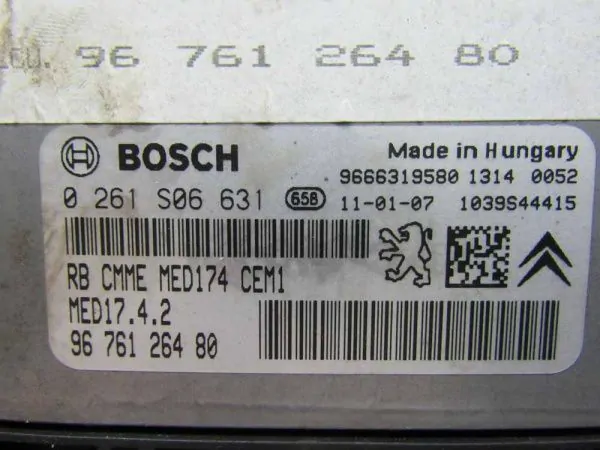 96 761 264 80
BOSCH
Made in Hungary
9666319580 1314 0052
0 261 S06 631 658 11-01-07 1039S44415
RB CMME MED174 CEM1
MED17.4.2
96 761 264 80